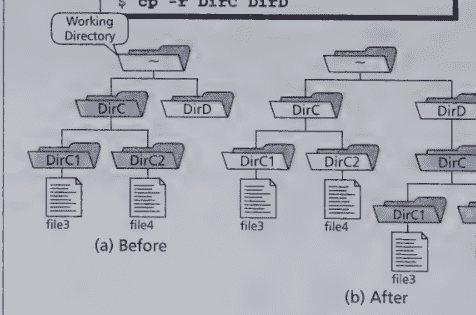 $ cp -r DirC DirD
Working
Directory
~
DirC
DirD
DirC1
DirC2
file3
file4
(a) Before
~
DirC
DirD
DirC1
DirC2
DirC
file3
file4
DirC1
file3
(b) After